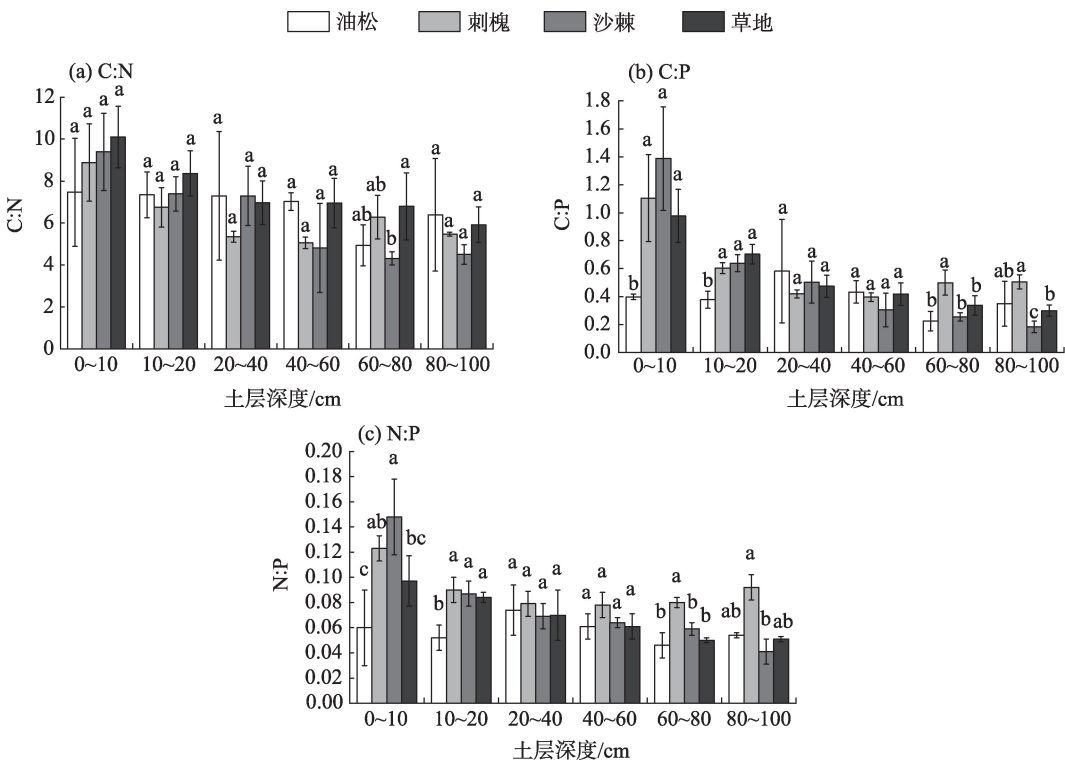 油松 刺槐 沙棘 草地
(a) C:N
12
10
8
6
4
2
0
C:N
a a a a
a a a a
a a a a
a a a a
ab ab b a
a a a a
0~10 10~20 20~40 40~60 60~80 80~100
土层深度/cm
(b) C:P
1.8
1.6
1.4
1.2
1.0
0.8
0.6
0.4
0.2
0.0
C:P
b a a a
b a a a
a a a a
a a a a
b a b b
ab a c b
0~10 10~20 20~40 40~60 60~80 80~100
土层深度/cm
(c) N:P
0.20
0.18
0.16
0.14
0.12
0.10
0.08
0.06
0.04
0.02
0.00
N:P
c ab a bc
b a a a
a a a a
a a a a
b a b b
ab a b ab
0~10 10~20 20~40 40~60 60~80 80~100
土层深度/cm